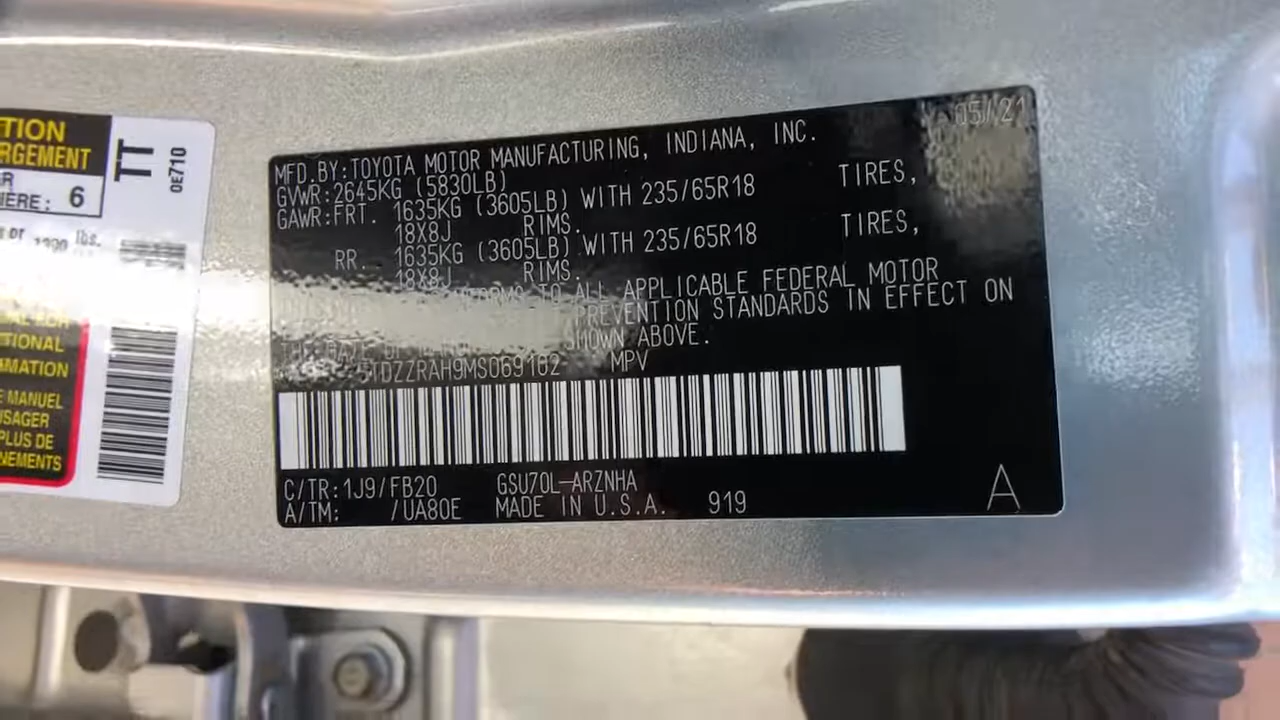 TION
RGEMENT
IERE: 6
TT
0E710
lbs.
TIONAL
MATION
E MANUEL
USAGER
PLUS DE
NEMENTS
05/21
MFD.BY:TOYOTA MOTOR MANUFACTURING, INDIANA, INC.
GVWR:2645KG (5830LB)
GAWR:FRT. 1635KG (3605LB) WITH 235/65R18 TIRES,
18X8J RIMS.
RR. 1635KG (3605LB) WITH 235/65R18 TIRES,
18X8J RIMS.
TO ALL APPLICABLE FEDERAL MOTOR
PREVENTION STANDARDS IN EFFECT ON
SHOWN ABOVE.
5TDZZRAH9MS069102 MPV
C/TR:1J9/FB20 GSU70L-ARZNHA
A/TM: /UA80E MADE IN U.S.A. 919
A